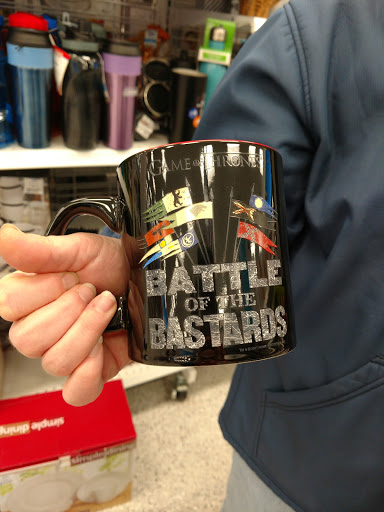 GAME OF THRONES
BATTLE
OF THE
BASTARDS
simple dining